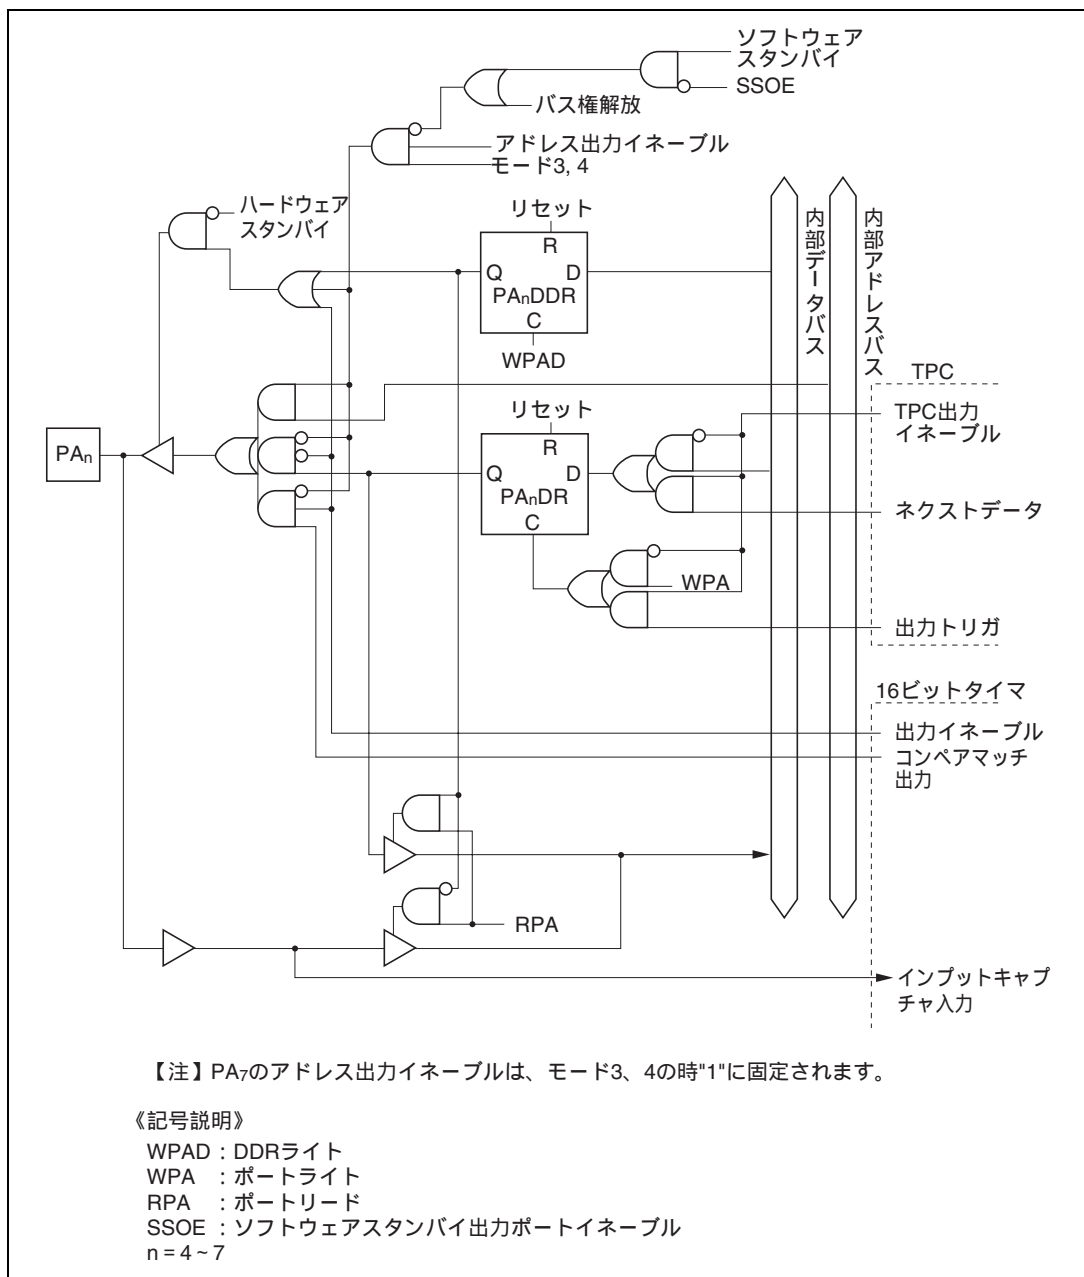 ソフトウェア
スタンバイ
SSOE
バス権解放
アドレス出力イネーブル
モード3, 4
ハードウェア
スタンバイ
リセット
R
Q
D
PAnDDR
C
WPAD
内部データバス
内部アドレスバス
TPC
TPC出力
イネーブル
リセット
R
Q
D
PAnDR
C
PAn
ネクストデータ
WPA
出力トリガ
16ビットタイマ
出力イネーブル
コンペアマッチ
出力
RPA
インプットキャプ
チャ入力
【注】PA7のアドレス出力イネーブルは、モード3、4の時"1"に固定されます。
《記号説明》
WPAD：DDRライト
WPA ：ポートライト
RPA ：ポートリード
SSOE：ソフトウェアスタンバイ出力ポートイネーブル
n = 4 ~ 7